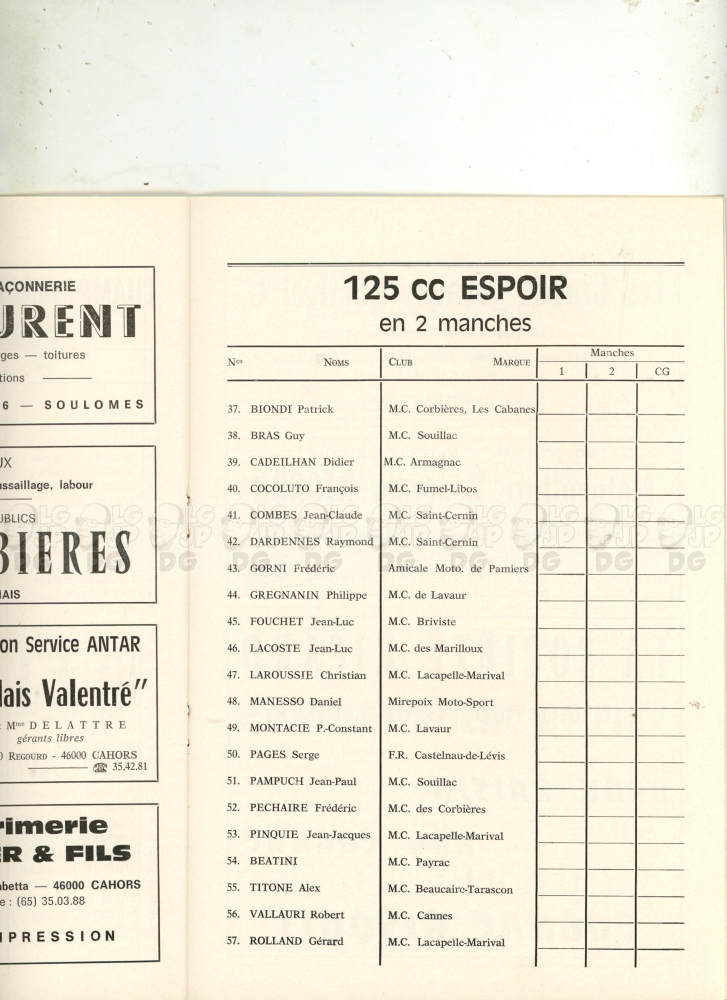 AÇONNERIE
URENT
ges — toitures
tions
6 — SOULOMES
UX
ussaillage, labour
UBLICS
BIERES
AIS
on Service ANTAR
lais Valentré"
Mme DELATTRE
gérants libres
0 REGOURD - 46000 CAHORS
35.42.81
rimerie
R & FILS
betta — 46000 CAHORS
e : (65) 35.03.88
IPRESSION
125 cc ESPOIR
en 2 manches
Nos NOMS CLUB MARQUE Manches
1 2 CG
37. BIONDI Patrick M.C. Corbières, Les Cabanes
38. BRAS Guy M.C. Souillac
39. CADEILHAN Didier M.C. Armagnac
40. COCOLUTO François M.C. Fumel-Libos
41. COMBES Jean-Claude M.C. Saint-Cernin
42. DARDENNES Raymond M.C. Saint-Cernin
43. GORNI Frédéric Amicale Moto. de Pamiers
44. GREGNANIN Philippe M.C. de Lavaur
45. FOUCHET Jean-Luc M.C. Briviste
46. LACOSTE Jean-Luc M.C. des Marilloux
47. LAROUSSIE Christian M.C. Lacapelle-Marival
48. MANESSO Daniel Mirepoix Moto-Sport
49. MONTACIE P.-Constant M.C. Lavaur
50. PAGES Serge F.R. Castelnau-de-Lévis
51. PAMPUCH Jean-Paul M.C. Souillac
52. PECHAIRE Frédéric M.C. des Corbières
53. PINQUIE Jean-Jacques M.C. Lacapelle-Marival
54. BEATINI M.C. Payrac
55. TITONE Alex M.C. Beaucaire-Tarascon
56. VALLAURI Robert M.C. Cannes
57. ROLLAND Gérard M.C. Lacapelle-Marival